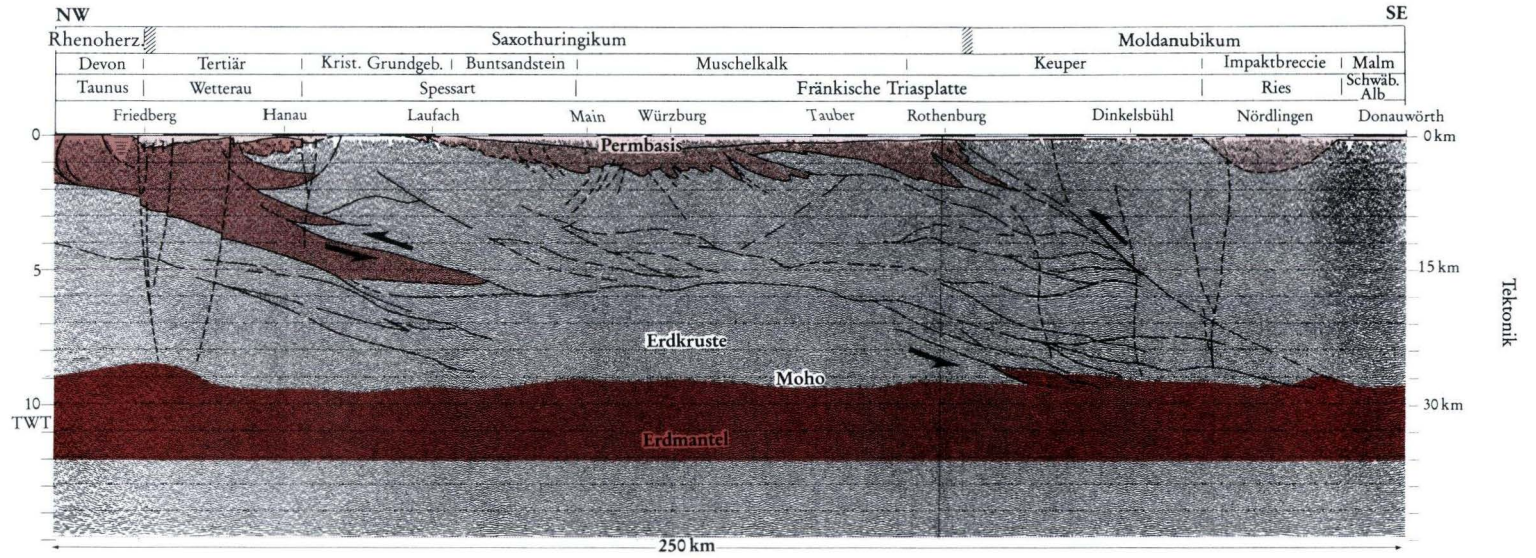 NW SE
Rhenoherz. Saxothuringikum Moldanubikum
Devon Tertiär Krist. Grundgeb. Buntsandstein Muschelkalk Keuper Impaktbreccie Malm
Taunus Wetterau Spessart Fränkische Triasplatte Ries Schwäb. Alb
Friedberg Hanau Laufach Main Würzburg Tauber Rothenburg Dinkelsbühl Nördlingen Donauwörth
0 0 km
Permbasis
5 15 km
Tektonik
Erdkruste
Moho
10 30 km
TWT
Erdmantel
250 km